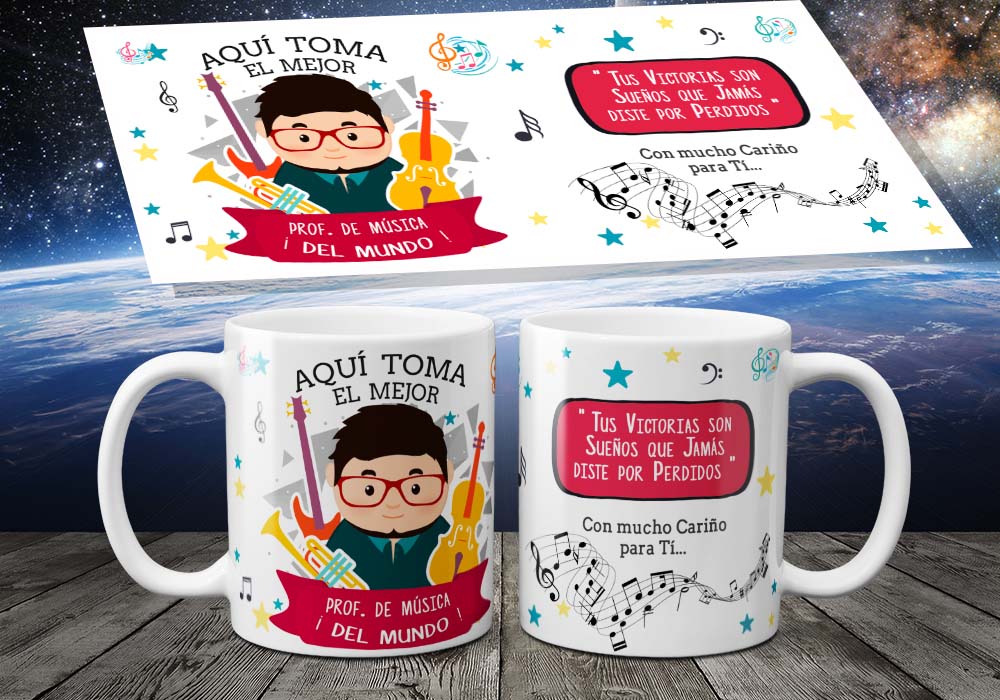 AQUÍ TOMA
EL MEJOR
PROF. DE MÚSICA
¡ DEL MUNDO !
" Tus Victorias son
Sueños que Jamás
diste por Perdidos "
Con mucho Cariño
para Tí...
AQUÍ TOMA
EL MEJOR
PROF. DE MÚSICA
¡ DEL MUNDO !
" Tus Victorias son
Sueños que Jamás
diste por Perdidos "
Con mucho Cariño
para Tí...